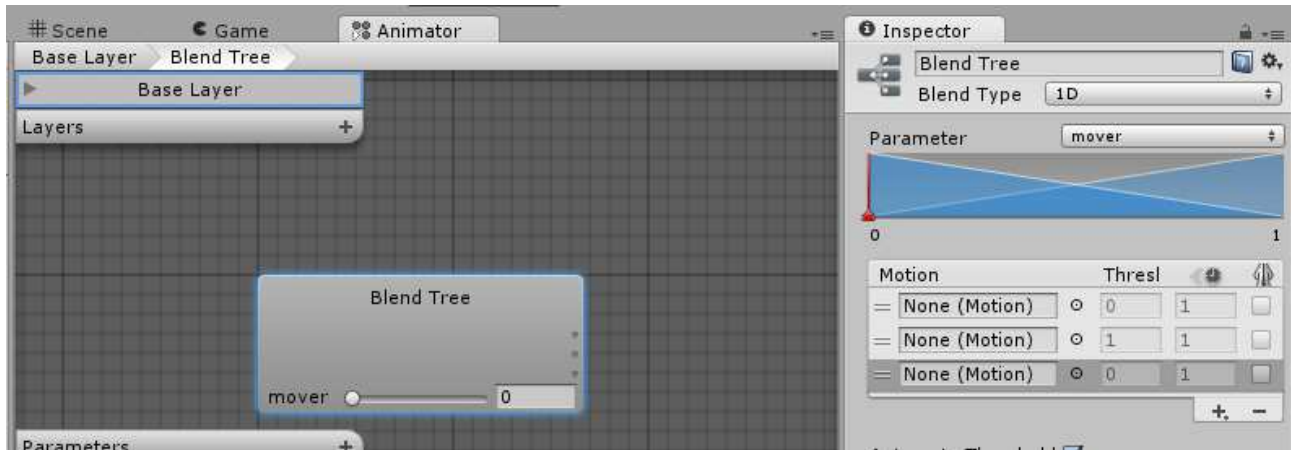 Scene
Game
Animator
Base Layer
Blend Tree
Base Layer
Layers
Blend Tree
mover
0
Parameters
Inspector
Blend Tree
Blend Type
1D
Parameter
mover
0
1
Motion
Thresl
None (Motion)
0
1
None (Motion)
1
1
None (Motion)
0
1